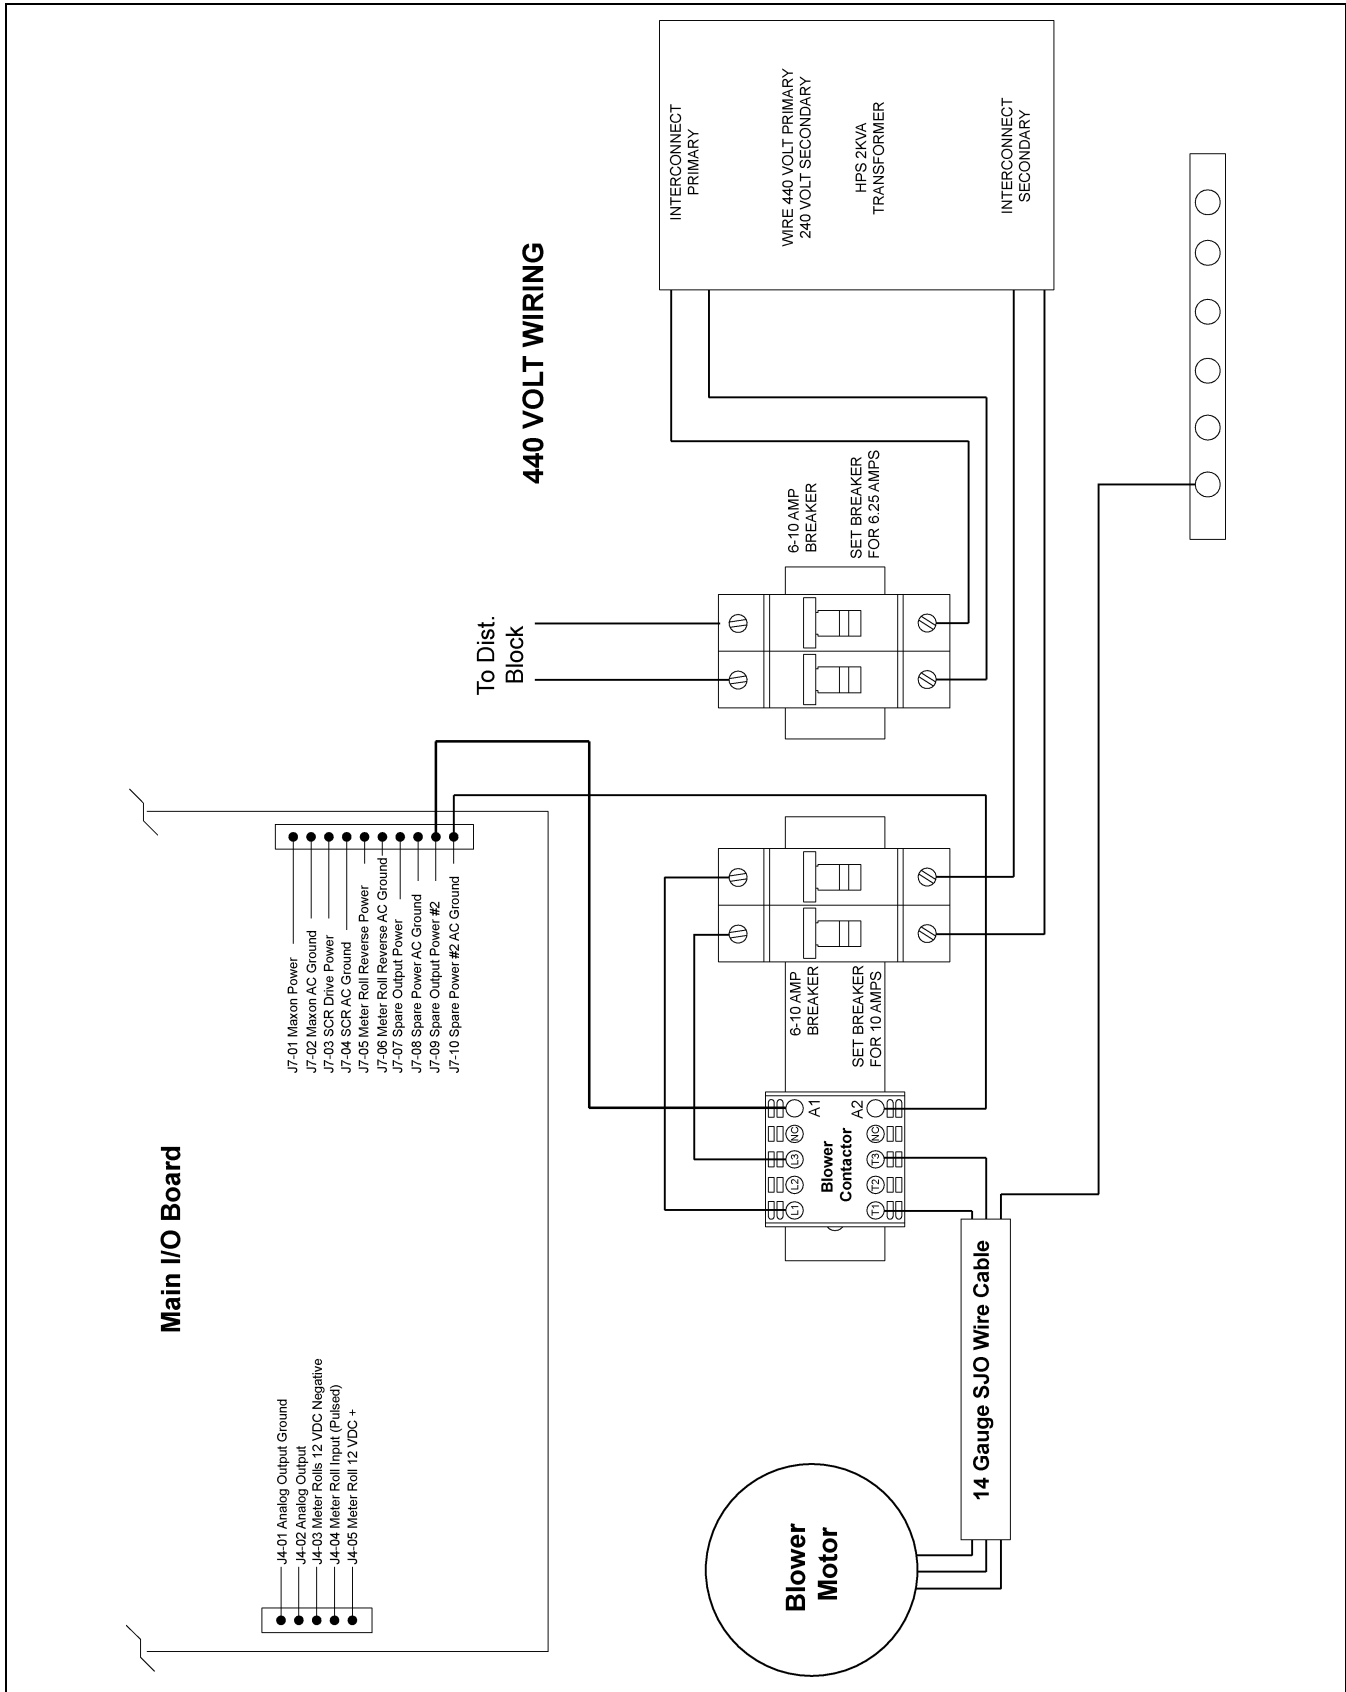 440 VOLT WIRING
Main I/O Board
J4-01 Analog Output Ground
J4-02 Analog Output
J4-03 Meter Rolls 12 VDC Negative
J4-04 Meter Roll Input (Pulsed)
J4-05 Meter Roll 12 VDC +
J7-01 Maxon Power
J7-02 Maxon AC Ground
J7-03 SCR Drive Power
J7-04 SCR AC Ground
J7-05 Meter Roll Reverse Power
J7-06 Meter Roll Reverse AC Ground
J7-07 Spare Output Power
J7-08 Spare Power AC Ground
J7-09 Spare Output Power #2
J7-10 Spare Power #2 AC Ground
To Dist.
Block
INTERCONNECT
PRIMARY
WIRE 440 VOLT PRIMARY
240 VOLT SECONDARY
HPS 2KVA
TRANSFORMER
INTERCONNECT
SECONDARY
6-10 AMP
BREAKER
SET BREAKER
FOR 6.25 AMPS
6-10 AMP
BREAKER
SET BREAKER
FOR 10 AMPS
L1
L2
L3
NC
A1
Blower
Contactor
T1
T2
T3
NC
A2
Blower
Motor
14 Gauge SJO Wire Cable